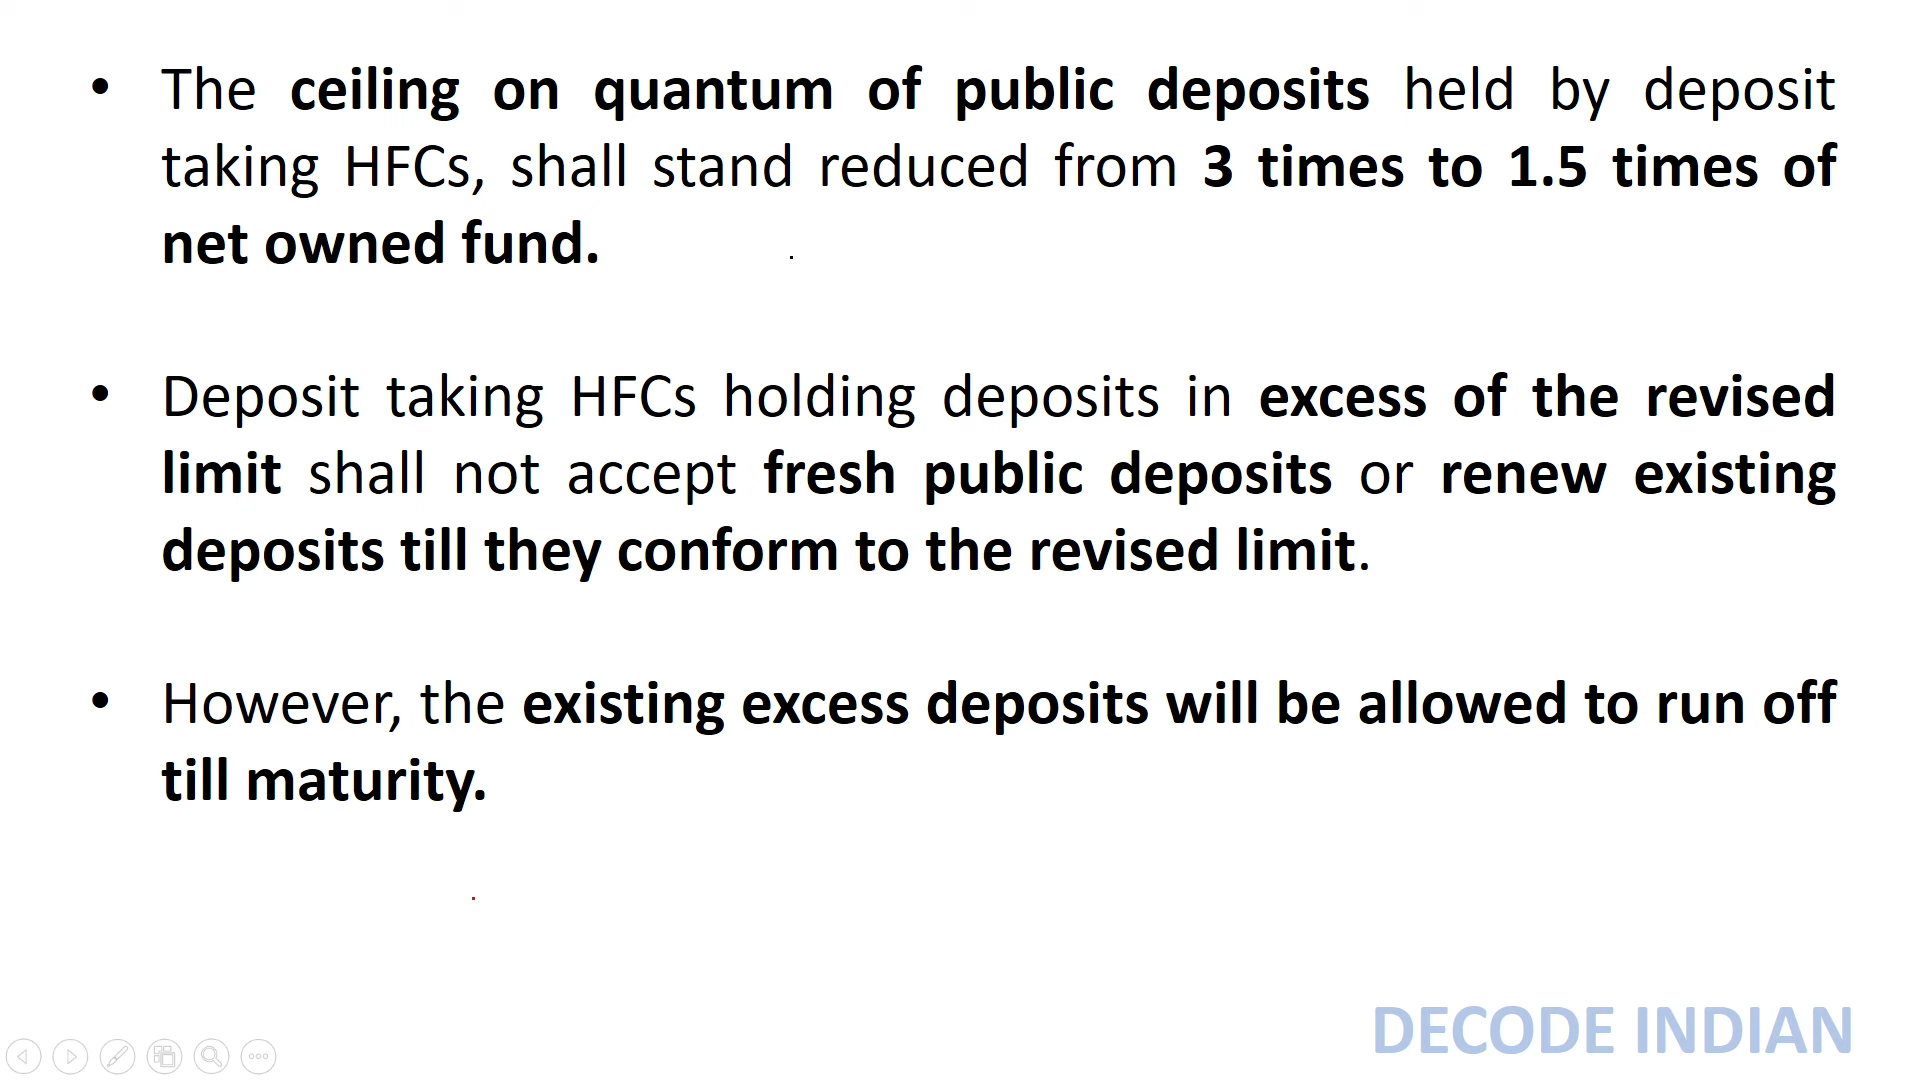 • The ceiling on quantum of public deposits held by deposit
taking HFCs, shall stand reduced from 3 times to 1.5 times of
net owned fund.
• Deposit taking HFCs holding deposits in excess of the revised
limit shall not accept fresh public deposits or renew existing
deposits till they conform to the revised limit.
• However, the existing excess deposits will be allowed to run off
till maturity.
DECODE INDIAN